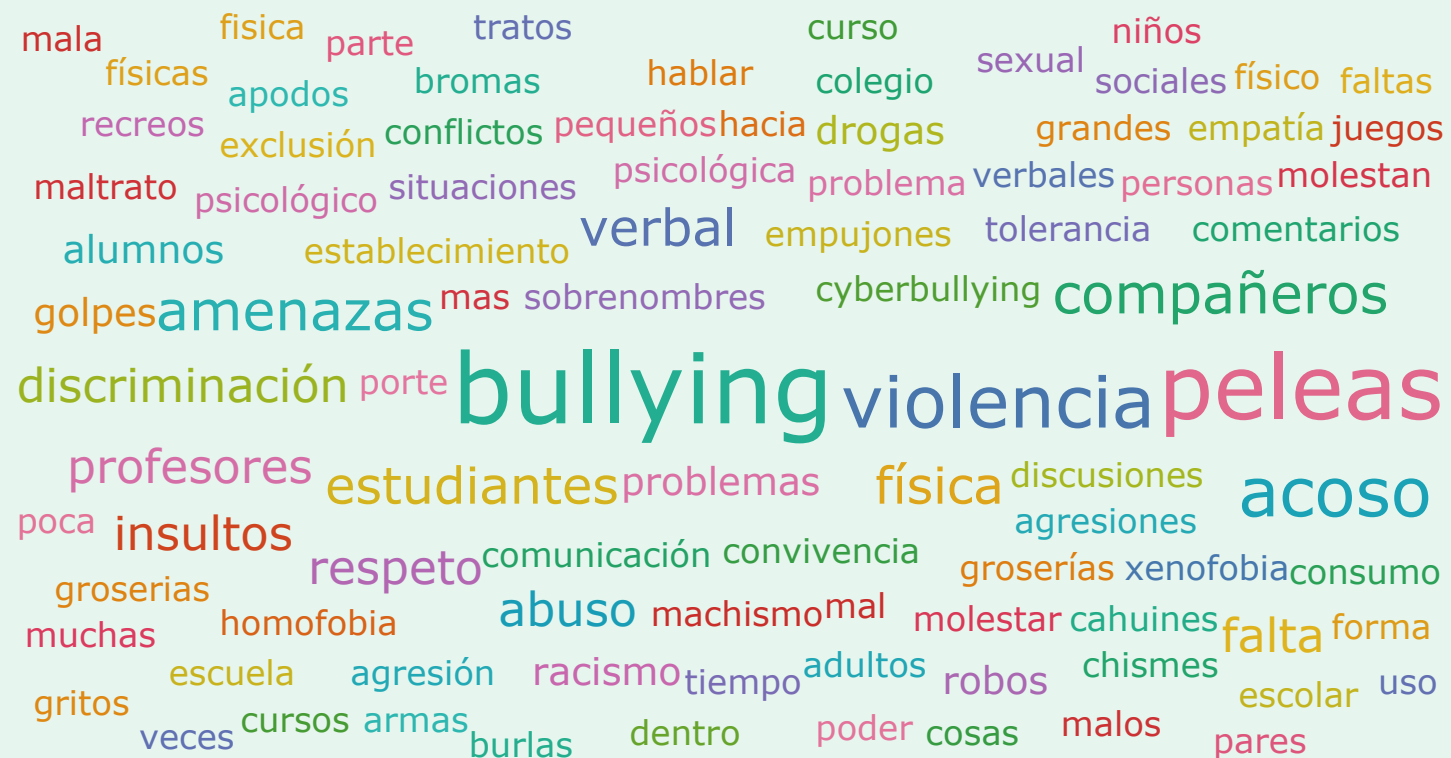 mala fisica parte tratos curso niños
físicas apodos bromas hablar colegio sexual sociales físico faltas
recreos exclusión conflictos pequeños hacia drogas grandes empatía juegos
maltrato psicológico situaciones psicológica problema verbales personas molestan
alumnos establecimiento verbal empujones tolerancia comentarios
golpes amenazas mas sobrenombres cyberbullying compañeros
discriminación porte bullying violencia peleas
profesores estudiantes problemas física discusiones acoso
poca insultos agresiones
respeto comunicación convivencia groserías xenofobia consumo
groserias abuso machismo mal molestar cahuines
muchas homofobia falta forma
escuela agresión racismo tiempo adultos robos chismes escolar uso
gritos veces cursos armas burlas dentro poder cosas malos pares